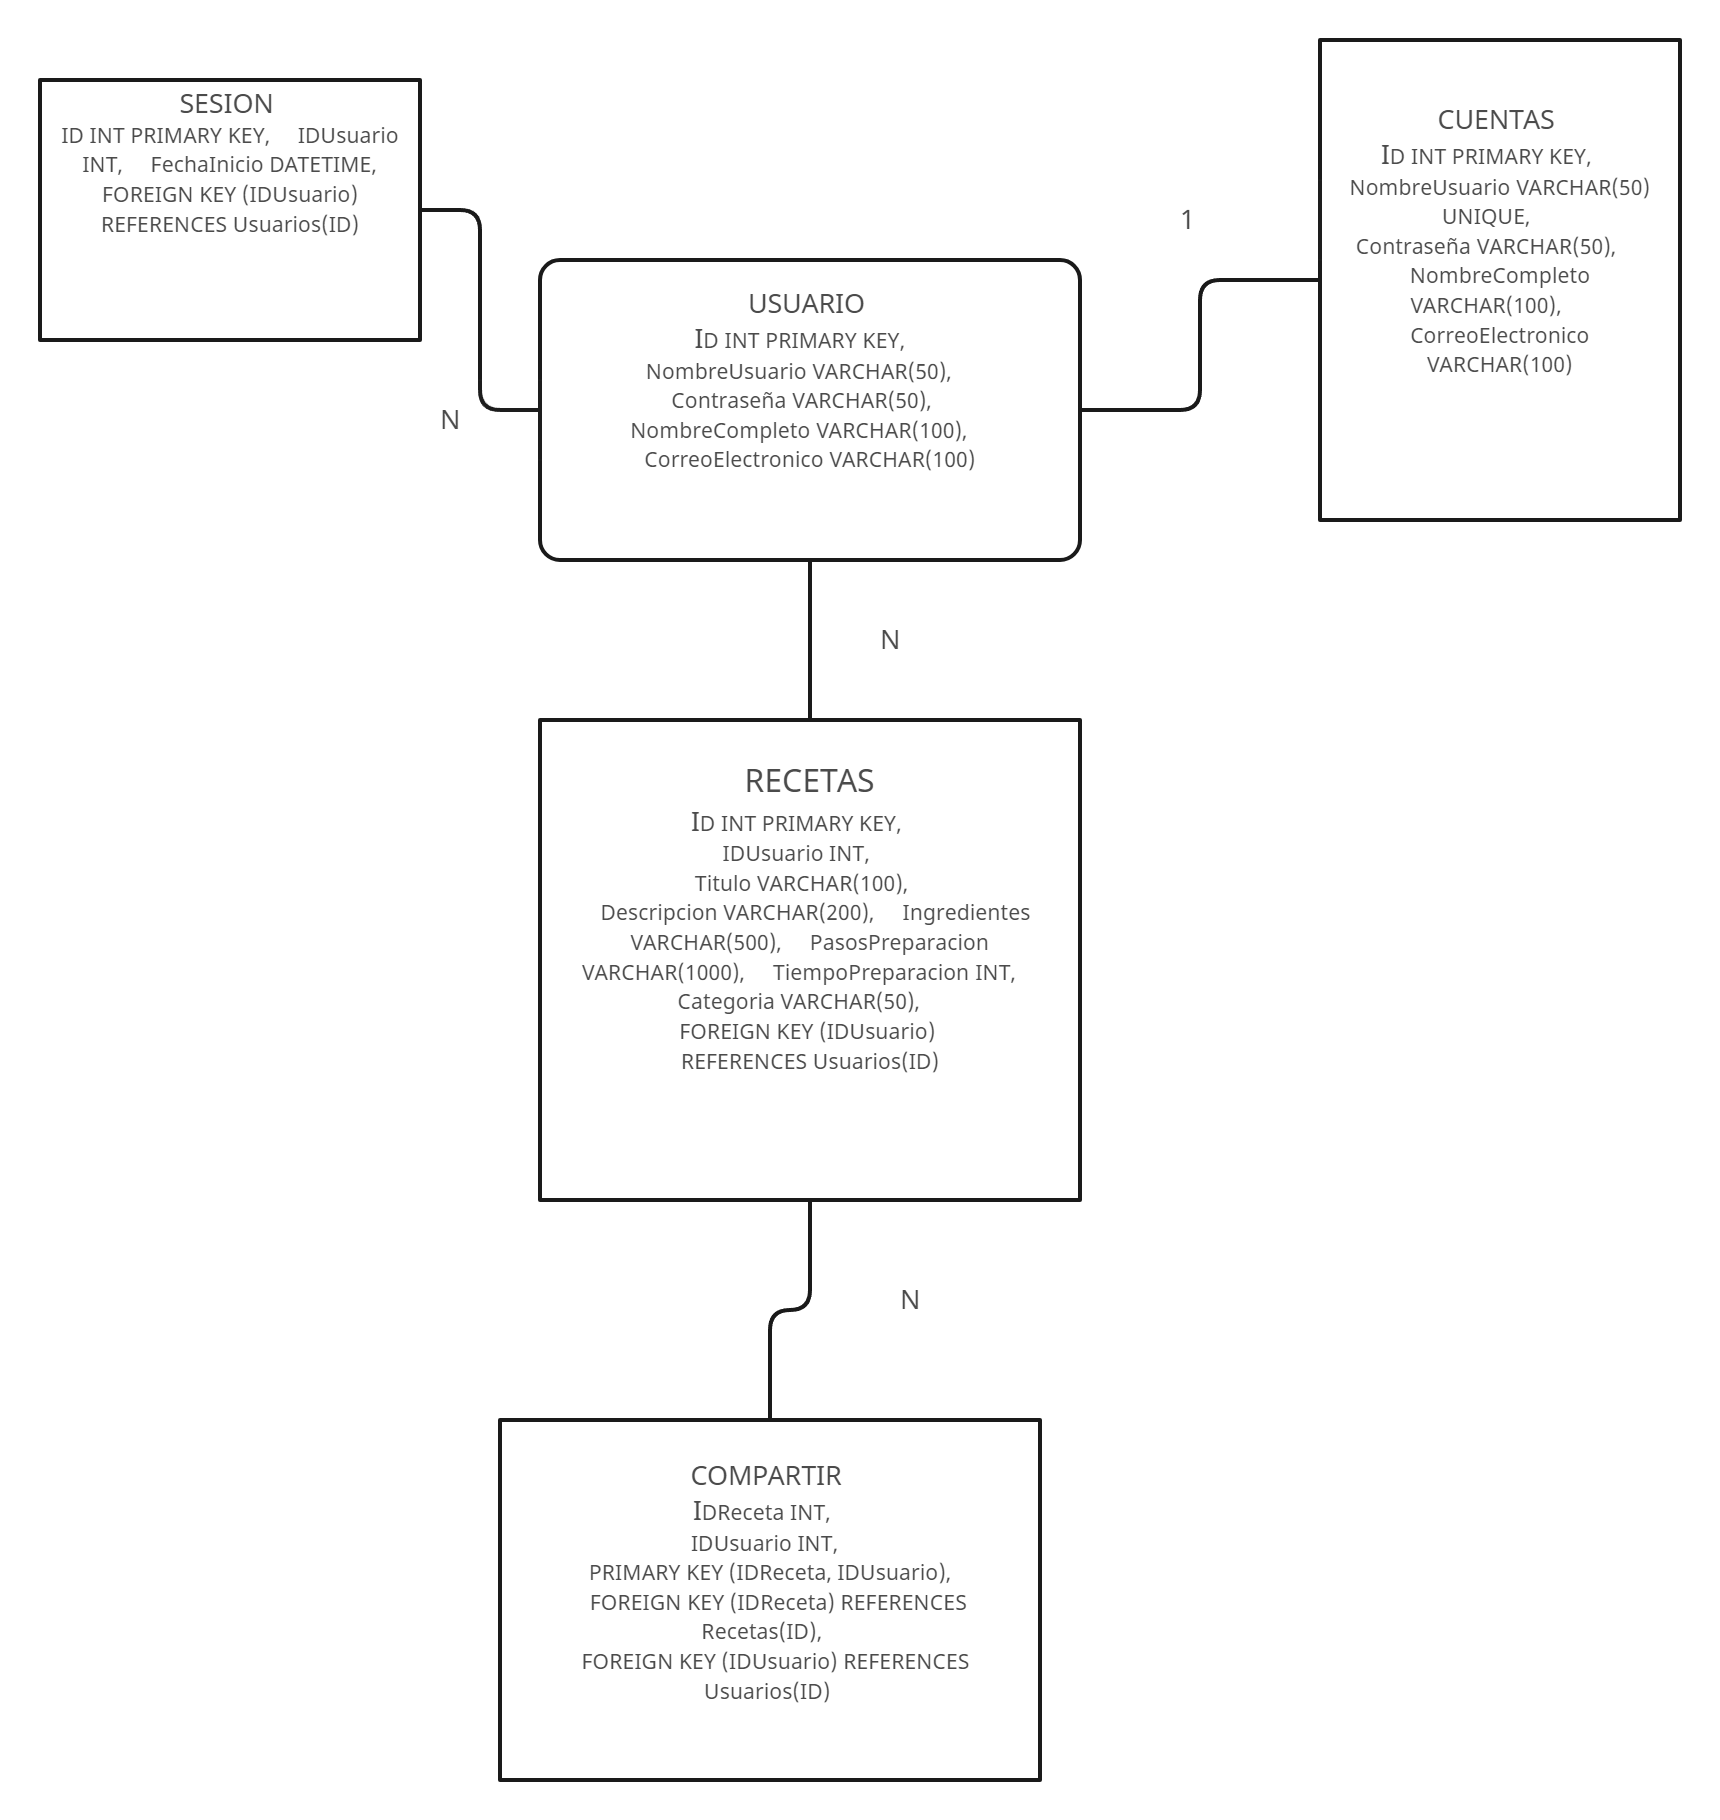 SESION
ID INT PRIMARY KEY, IDUsuario
INT, FechaInicio DATETIME,
FOREIGN KEY (IDUsuario)
REFERENCES Usuarios(ID)
N
USUARIO
ID INT PRIMARY KEY,
NombreUsuario VARCHAR(50),
Contraseña VARCHAR(50),
NombreCompleto VARCHAR(100),
CorreoElectronico VARCHAR(100)
1
CUENTAS
ID INT PRIMARY KEY,
NombreUsuario VARCHAR(50)
UNIQUE,
Contraseña VARCHAR(50),
NombreCompleto
VARCHAR(100),
CorreoElectronico
VARCHAR(100)
N
RECETAS
ID INT PRIMARY KEY,
IDUsuario INT,
Titulo VARCHAR(100),
Descripcion VARCHAR(200), Ingredientes
VARCHAR(500), PasosPreparacion
VARCHAR(1000), TiempoPreparacion INT,
Categoria VARCHAR(50),
FOREIGN KEY (IDUsuario)
REFERENCES Usuarios(ID)
N
COMPARTIR
IDReceta INT,
IDUsuario INT,
PRIMARY KEY (IDReceta, IDUsuario),
FOREIGN KEY (IDReceta) REFERENCES
Recetas(ID),
FOREIGN KEY (IDUsuario) REFERENCES
Usuarios(ID)